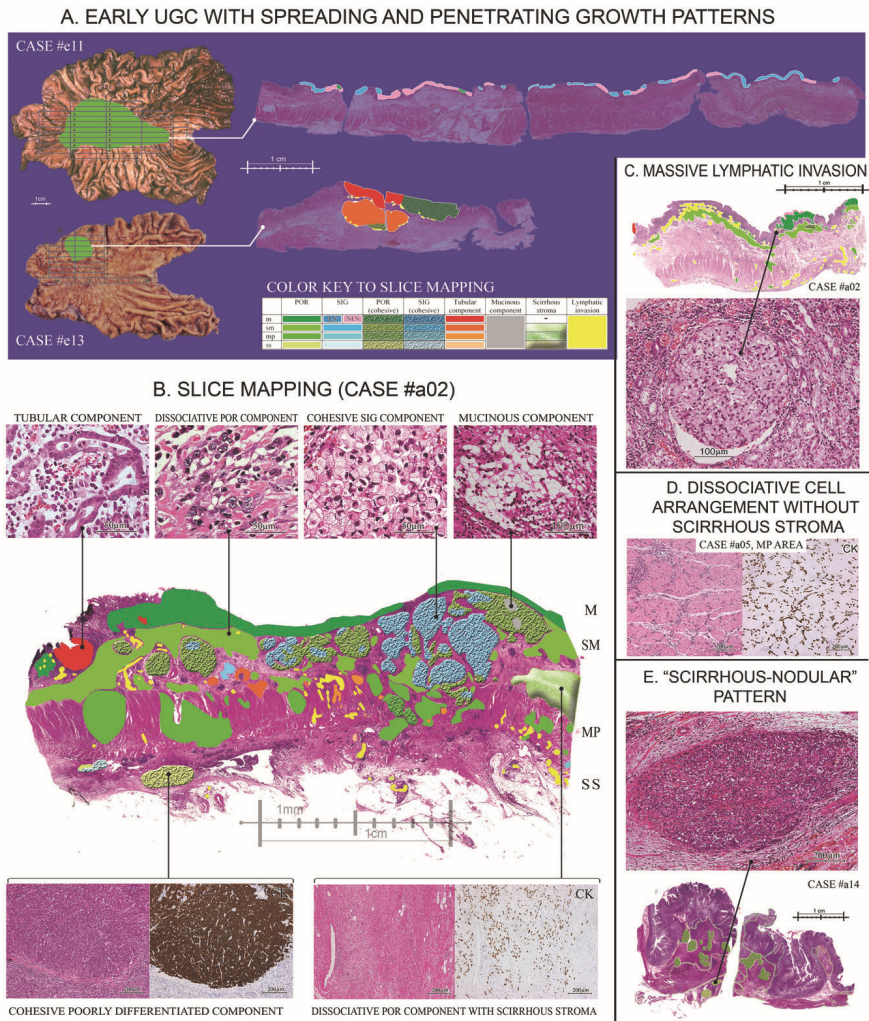 A. EARLY UGC WITH SPREADING AND PENETRATING GROWTH PATTERNS
CASE #e11
1 cm
1cm
CASE #e13
COLOR KEY TO SLICE MAPPING
POR SIG POR (cohesive) SIG (cohesive) Tubular component Mucinous component Scirrhous stroma Lymphatic invasion
m LSL NLS -
sm
mp
ss
B. SLICE MAPPING (CASE #a02)
TUBULAR COMPONENT DISSOCIATIVE POR COMPONENT COHESIVE SIG COMPONENT MUCINOUS COMPONENT
50µm 50µm 50µm 100µm
M
SM
MP
SS
1mm
1cm
CK
200µm 200µm 200µm 200µm
COHESIVE POORLY DIFFERENTIATED COMPONENT
DISSOCIATIVE POR COMPONENT WITH SCIRRHOUS STROMA
C. MASSIVE LYMPHATIC INVASION
1 cm
CASE #a02
100µm
D. DISSOCIATIVE CELL
ARRANGEMENT WITHOUT
SCIRRHOUS STROMA
CASE #a05, MP AREA
CK
200µm
E. “SCIRRHOUS-NODULAR”
PATTERN
200µm
CASE #a14
1 cm